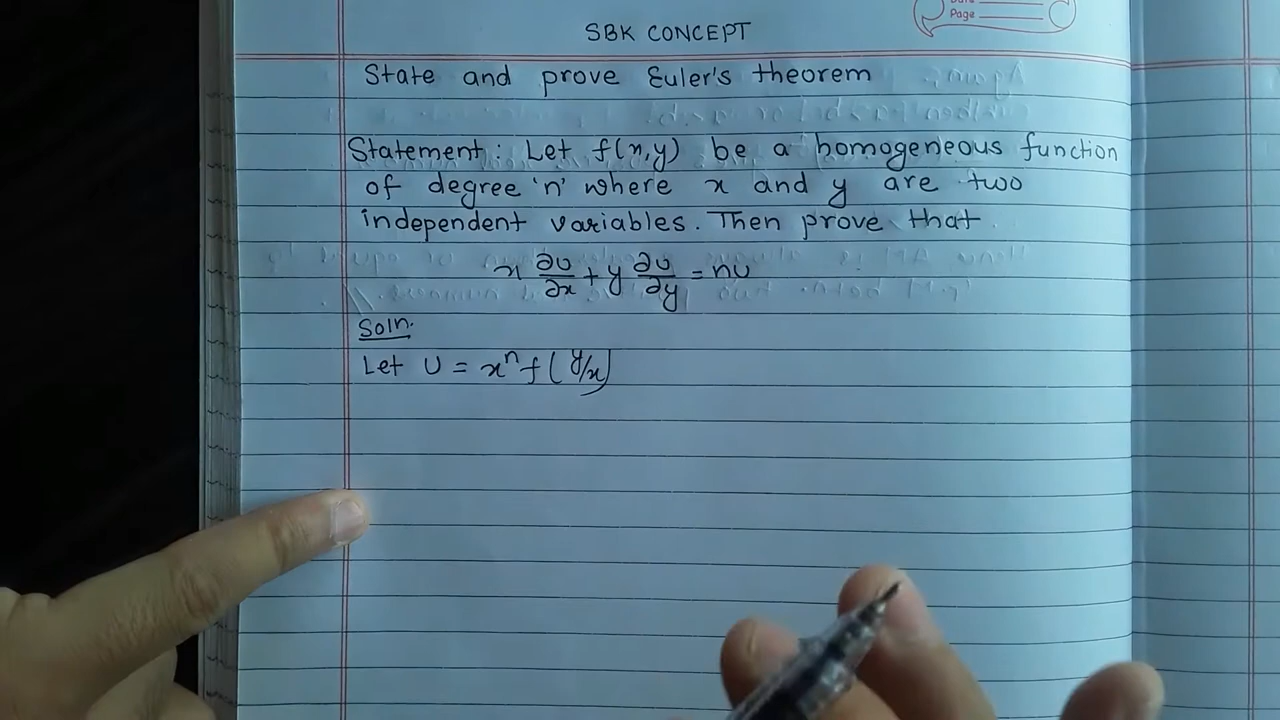 Page
SBK CONCEPT
State and prove Euler's theorem
Statement: Let f(x,y) be a homogeneous function
of degree 'n' where x and y are two
independent variables. Then prove that
x ∂u/∂x + y ∂u/∂y = nu
Soln.
Let U = xⁿf(y/x)